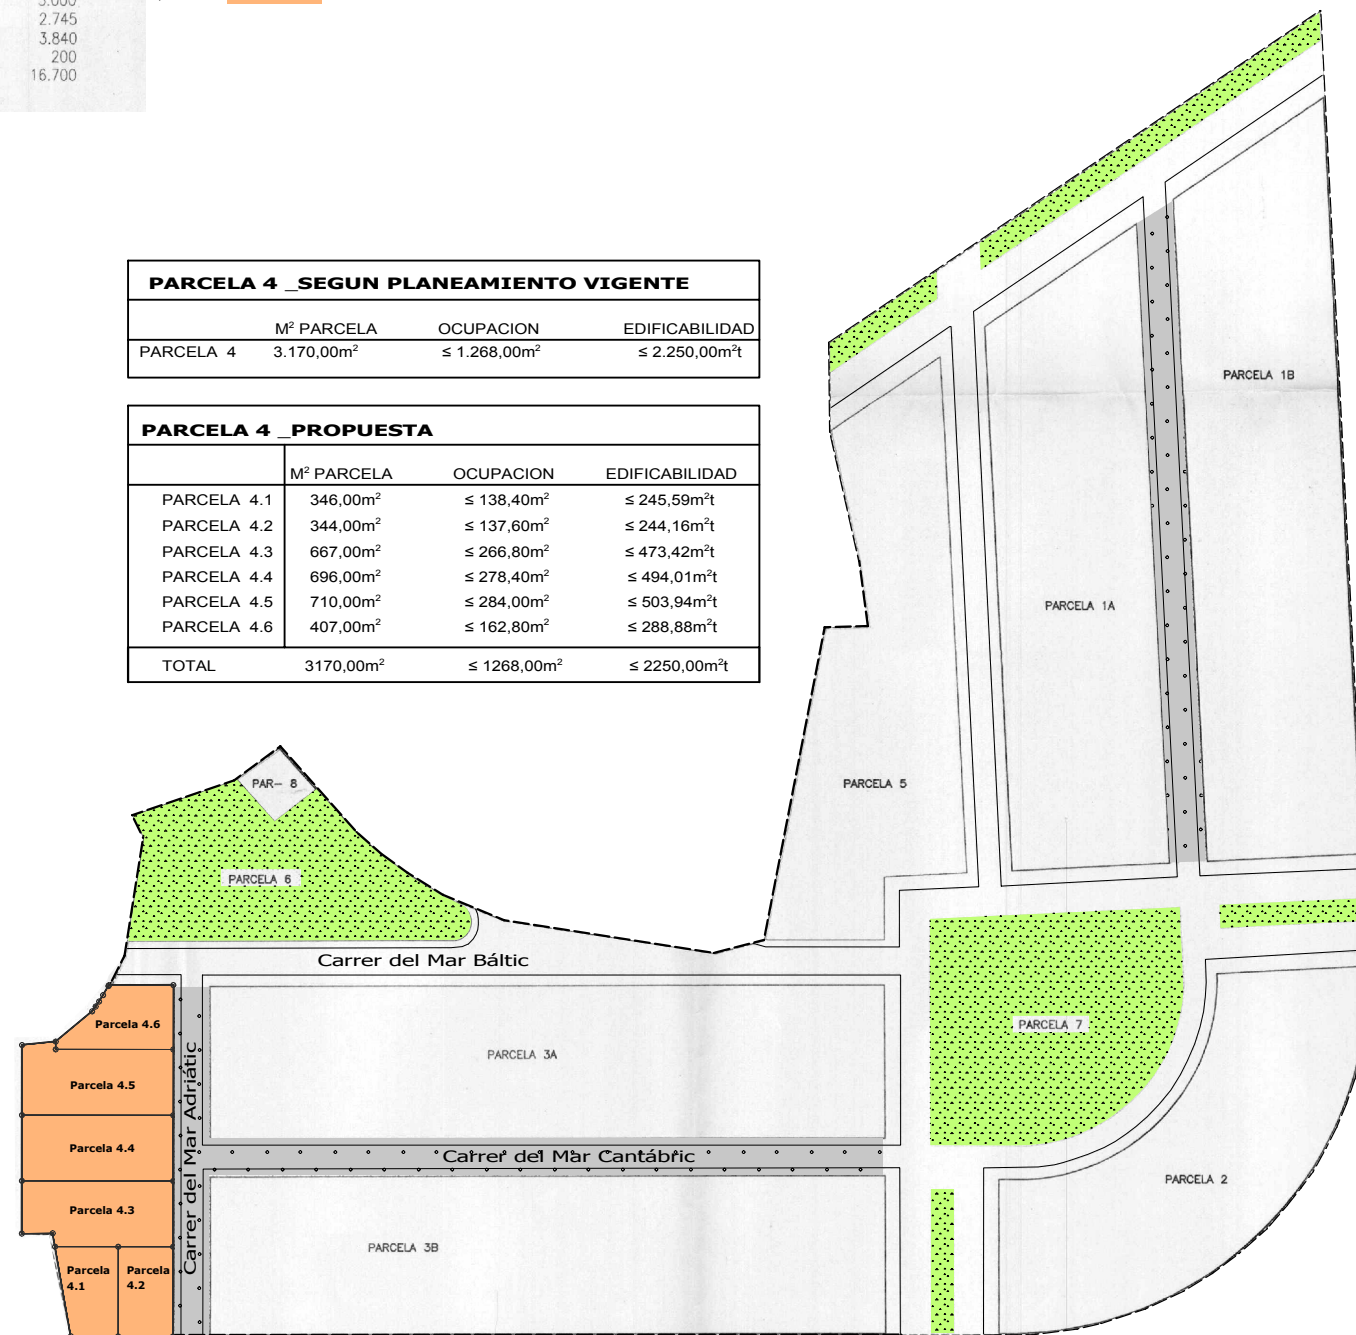 2.745
3.840
200
16.700
PARCELA 4 _SEGUN PLANEAMIENTO VIGENTE
M² PARCELA OCUPACION EDIFICABILIDAD
PARCELA 4 3.170,00m² ≤ 1.268,00m² ≤ 2.250,00m²t
PARCELA 4 _PROPUESTA
M² PARCELA OCUPACION EDIFICABILIDAD
PARCELA 4.1 346,00m² ≤ 138,40m² ≤ 245,59m²t
PARCELA 4.2 344,00m² ≤ 137,60m² ≤ 244,16m²t
PARCELA 4.3 667,00m² ≤ 266,80m² ≤ 473,42m²t
PARCELA 4.4 696,00m² ≤ 278,40m² ≤ 494,01m²t
PARCELA 4.5 710,00m² ≤ 284,00m² ≤ 503,94m²t
PARCELA 4.6 407,00m² ≤ 162,80m² ≤ 288,88m²t
TOTAL 3170,00m² ≤ 1268,00m² ≤ 2250,00m²t
PARCELA 1B
PARCELA 1A
PARCELA 5
PAR- 8
PARCELA 6
Carrer del Mar Bàltic
Parcela 4.6
PARCELA 7
PARCELA 3A
Parcela 4.5
Carrer del Mar Adriátic
Parcela 4.4
Carrer del Mar Cantábric
PARCELA 2
Parcela 4.3
PARCELA 3B
Parcela
4.1
Parcela
4.2